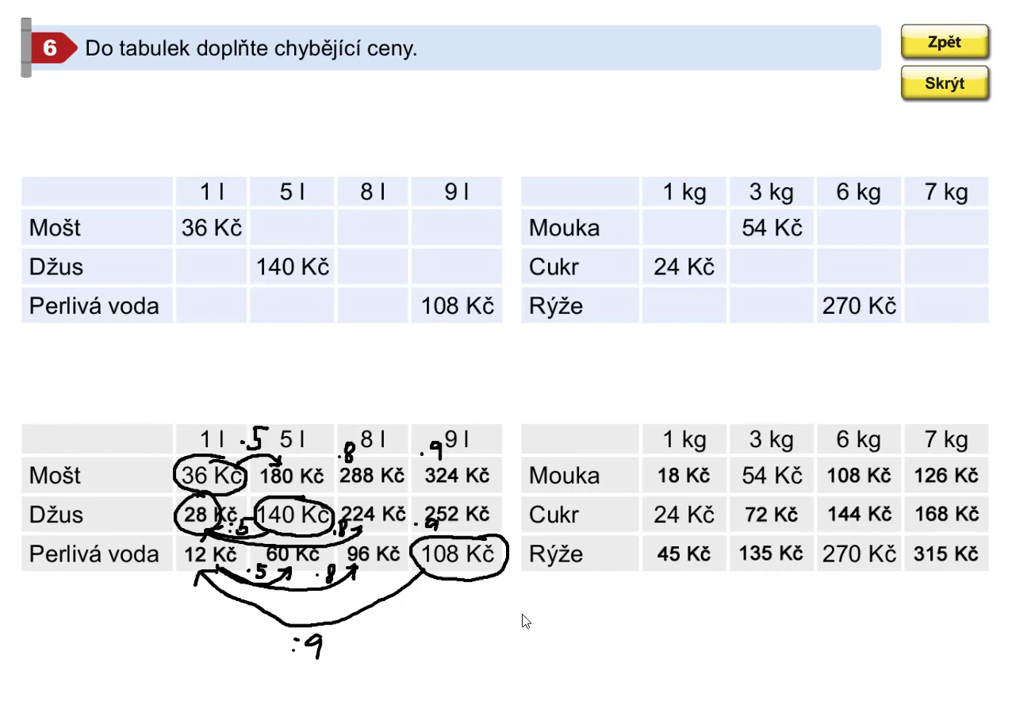 6 Do tabulek doplňte chybějící ceny.
Zpět
Skrýt
1 l 5 l 8 l 9 l
Mošt 36 Kč
Džus 140 Kč
Perlivá voda 108 Kč
1 kg 3 kg 6 kg 7 kg
Mouka 54 Kč
Cukr 24 Kč
Rýže 270 Kč
1 l .5 5 l .8 8 l .9 9 l
Mošt 36 Kč 180 Kč 288 Kč 324 Kč
Džus 28 Kč 140 Kč 224 Kč 252 Kč
:5 .8 .9
Perlivá voda 12 Kč 60 Kč 96 Kč 108 Kč
.5 .8
:9
1 kg 3 kg 6 kg 7 kg
Mouka 18 Kč 54 Kč 108 Kč 126 Kč
Cukr 24 Kč 72 Kč 144 Kč 168 Kč
Rýže 45 Kč 135 Kč 270 Kč 315 Kč